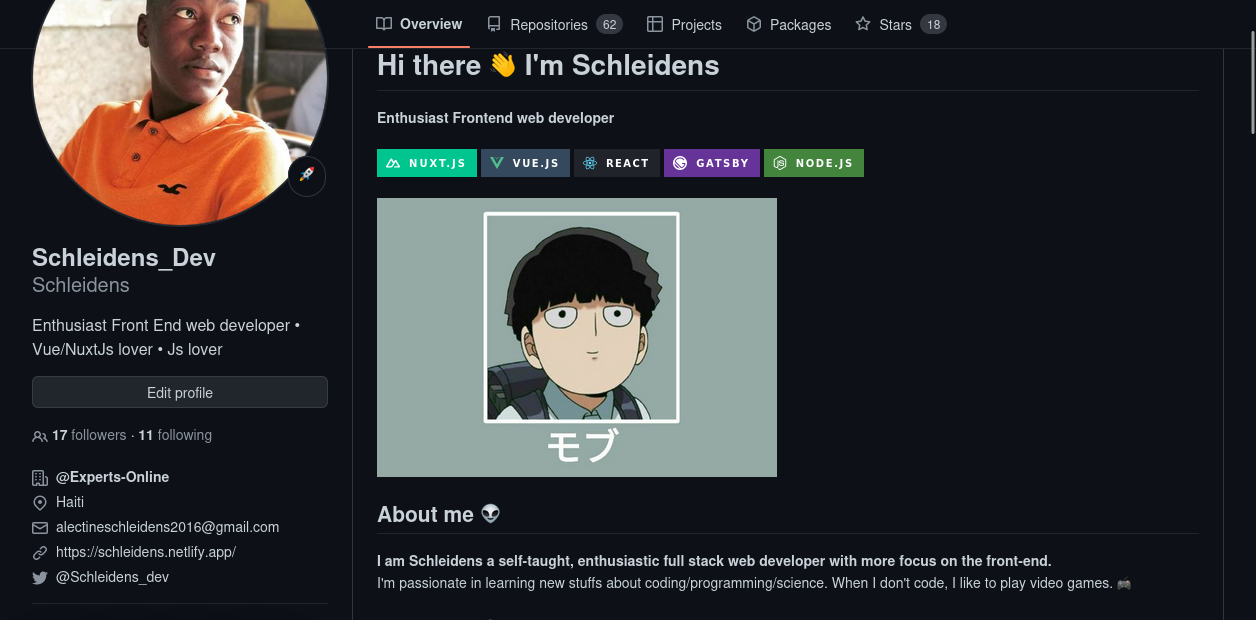 Overview
Repositories 62
Projects
Packages
Stars 18
Schleidens_Dev
Schleidens
Enthusiast Front End web developer •
Vue/NuxtJs lover • Js lover
Edit profile
17 followers · 11 following
@Experts-Online
Haiti
alectineschleidens2016@gmail.com
https://schleidens.netlify.app/
@Schleidens_dev
Hi there 👋 I'm Schleidens
Enthusiast Frontend web developer
NUXT.JS
VUE.JS
REACT
GATSBY
NODE.JS
モブ
About me 👽
I am Schleidens a self-taught, enthusiastic full stack web developer with more focus on the front-end.
I'm passionate in learning new stuffs about coding/programming/science. When I don't code, I like to play video games. 🎮